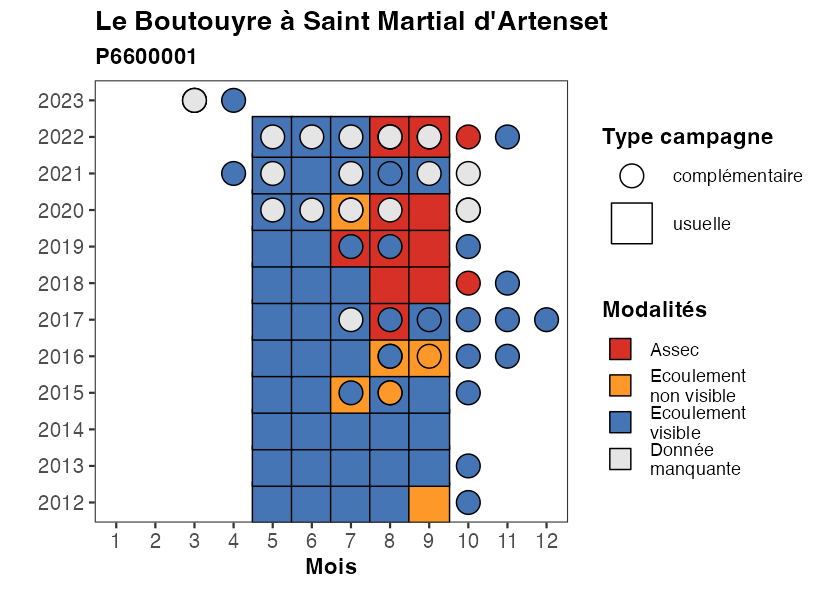 Le Boutouyre à Saint Martial d'Artenset
P6600001
2023
2022
2021
2020
2019
2018
2017
2016
2015
2014
2013
2012
1 2 3 4 5 6 7 8 9 10 11 12
Mois
Type campagne
complémentaire
usuelle
Modalités
Assec
Ecoulement
non visible
Ecoulement
visible
Donnée
manquante